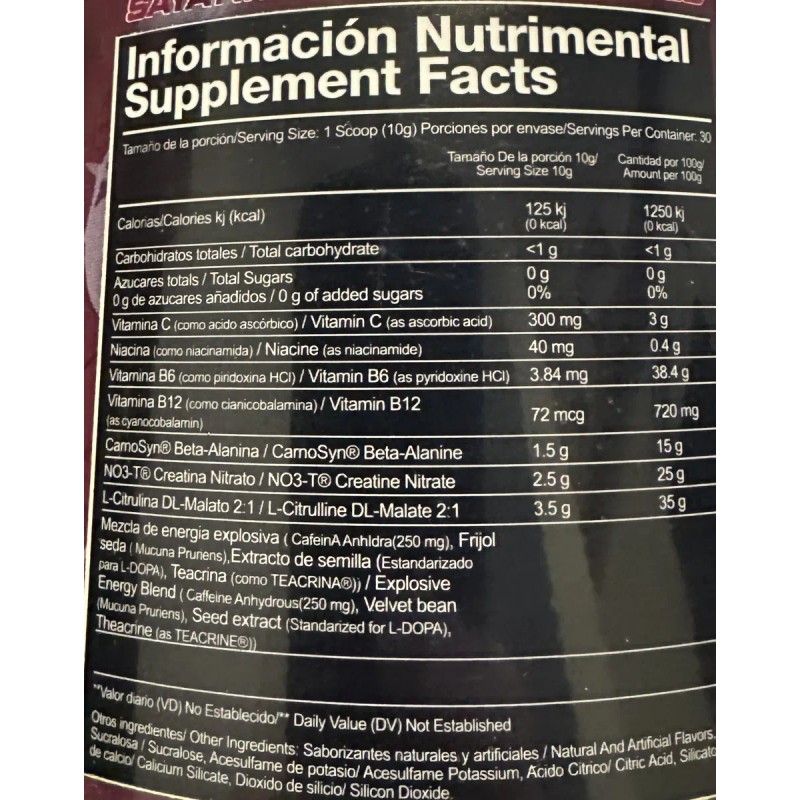 Información Nutrimental
Supplement Facts
Tamaño de la porción/Serving Size: 1 Scoop (10g) Porciones por envase/Servings Per Container: 30
Tamaño De la porción 10g/ Cantidad por 100g/
Serving Size 10g Amount per 100g
Calorias/Calories kj (kcal) 125 kj 1250 kj
(0 kcal) (0 kcal)
Carbohidratos totales / Total carbohydrate <1 g <1 g
Azucares totales / Total Sugars 0 g 0 g
0 g de azucares añadidos / 0 g of added sugars 0% 0%
Vitamina C (como acido ascórbico) / Vitamin C (as ascorbic acid) 300 mg 3 g
Niacina (como niacinamida) / Niacine (as niacinamide) 40 mg 0.4 g
Vitamina B6 (como piridoxina HCl) / Vitamin B6 (as pyridoxine HCl) 3.84 mg 38.4 g
Vitamina B12 (como cianicobalamina) / Vitamin B12
(as cyanocobalamin) 72 mcg 720 mg
CarnoSyn® Beta-Alanina / CarnoSyn® Beta-Alanine 1.5 g 15 g
NO3-T® Creatina Nitrato / NO3-T® Creatine Nitrate 2.5 g 25 g
L-Citrulina DL-Malato 2:1 / L-Citrulline DL-Malate 2:1 3.5 g 35 g
Mezcla de energia explosiva ( CafeinA AnhIdra(250 mg), Frijol
seda ( Mucuna Pruriens),Extracto de semilla (Estandarizado
para L-DOPA), Teacrina (como TEACRINA®)) / Explosive
Energy Blend ( Caffeine Anhydrous(250 mg), Velvet bean
(Mucuna Pruriens), Seed extract (Standarized for L-DOPA),
Theacrine (as TEACRINE®))
**Valor diario (VD) No Establecido/** Daily Value (DV) Not Established
Otros ingredientes/ Other Ingredients: Saborizantes naturales y artificiales / Natural And Artificial Flavors,
Sucralosa / Sucralose, Acesulfame de potasio/ Acesulfame Potassium, Ácido Cítrico/ Citric Acid, Silicato
de calcio/ Calicium Silicate, Dioxido de silicio/ Silicon Dioxide.